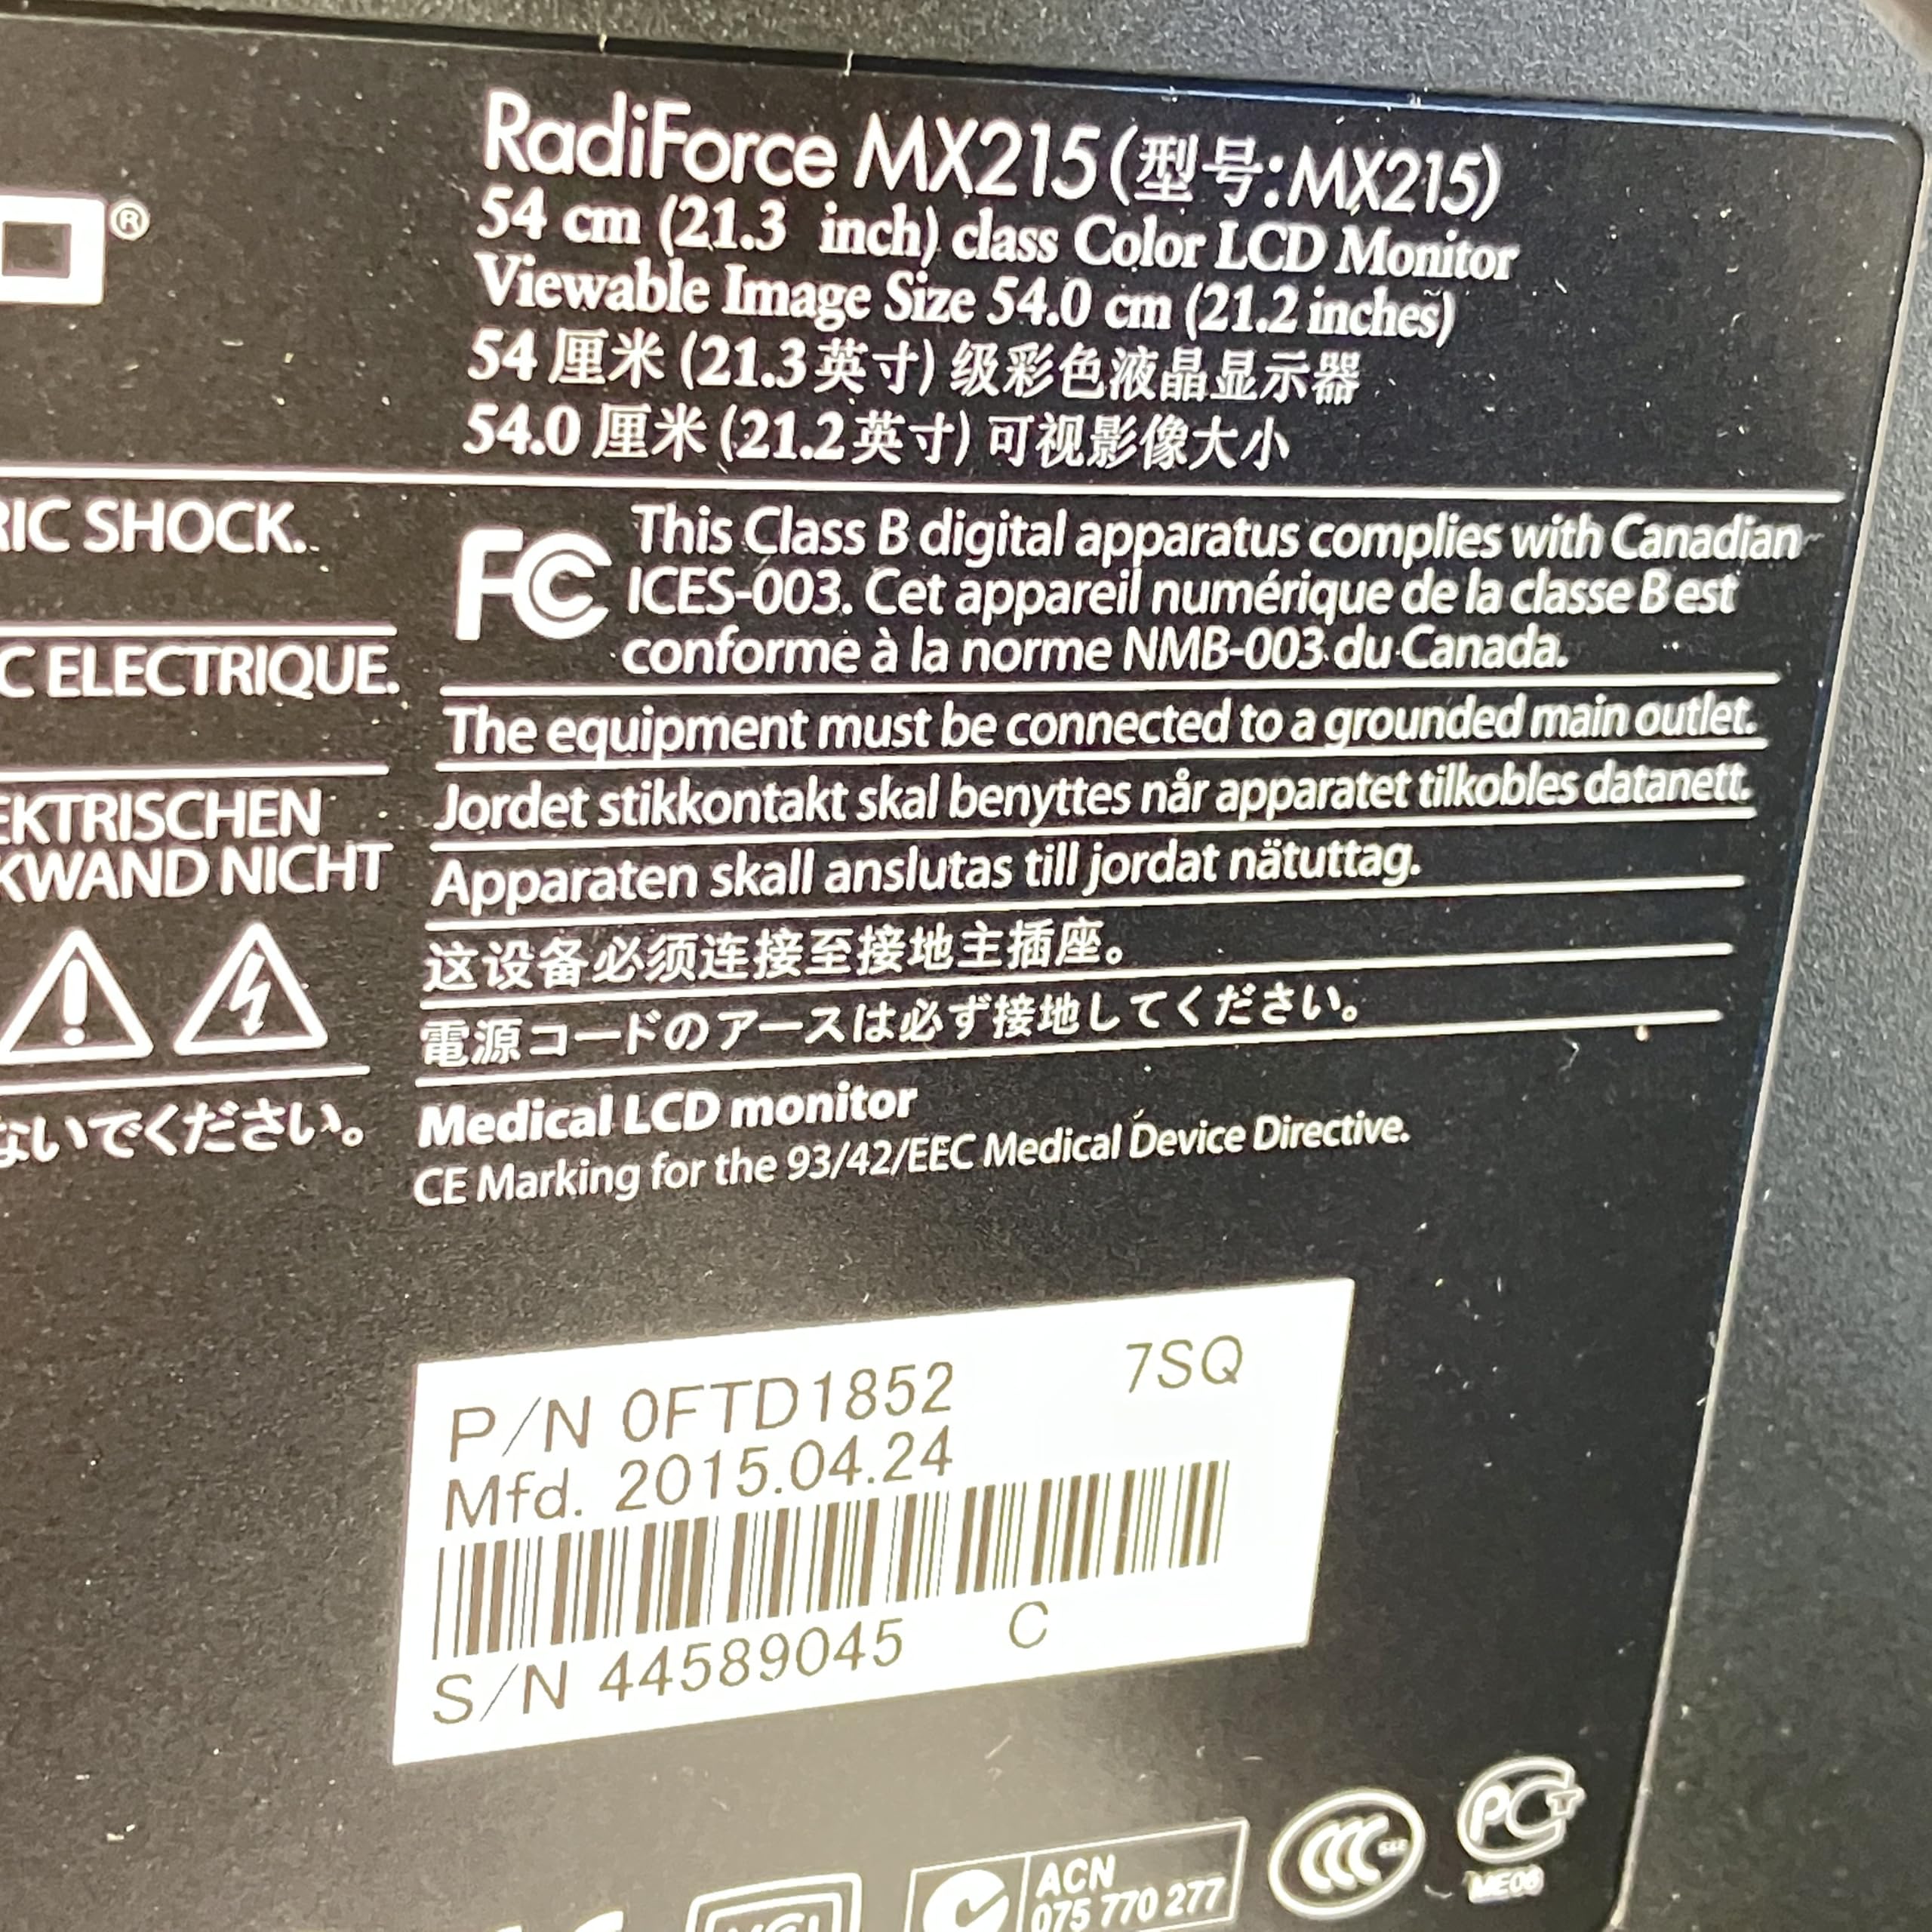 ®
RadiForce MX215 (型号:MX215)
54 cm (21.3 inch) class Color LCD Monitor
Viewable Image Size 54.0 cm (21.2 inches)
54 厘米 (21.3英寸) 级彩色液晶显示器
54.0 厘米 (21.2英寸) 可视影像大小
SHOCK.
ELECTRIQUE.
NICHT
ないでください。
FC This Class B digital apparatus complies with Canadian
ICES-003. Cet appareil numérique de la classe B est
conforme à la norme NMB-003 du Canada.
The equipment must be connected to a grounded main outlet.
Jordet stikkontakt skal benyttes når apparatet tilkobles datanett.
Apparaten skall anslutas till jordat nätuttag.
这设备必须连接至接地主插座。
電源コードのアースは必ず接地してください。
Medical LCD monitor
CE Marking for the 93/42/EEC Medical Device Directive.
P/N 0FTD1852 7SQ
Mfd. 2015.04.24
S/N 44589045 C
ACN
075 770 277
CCC
PCT
ME06